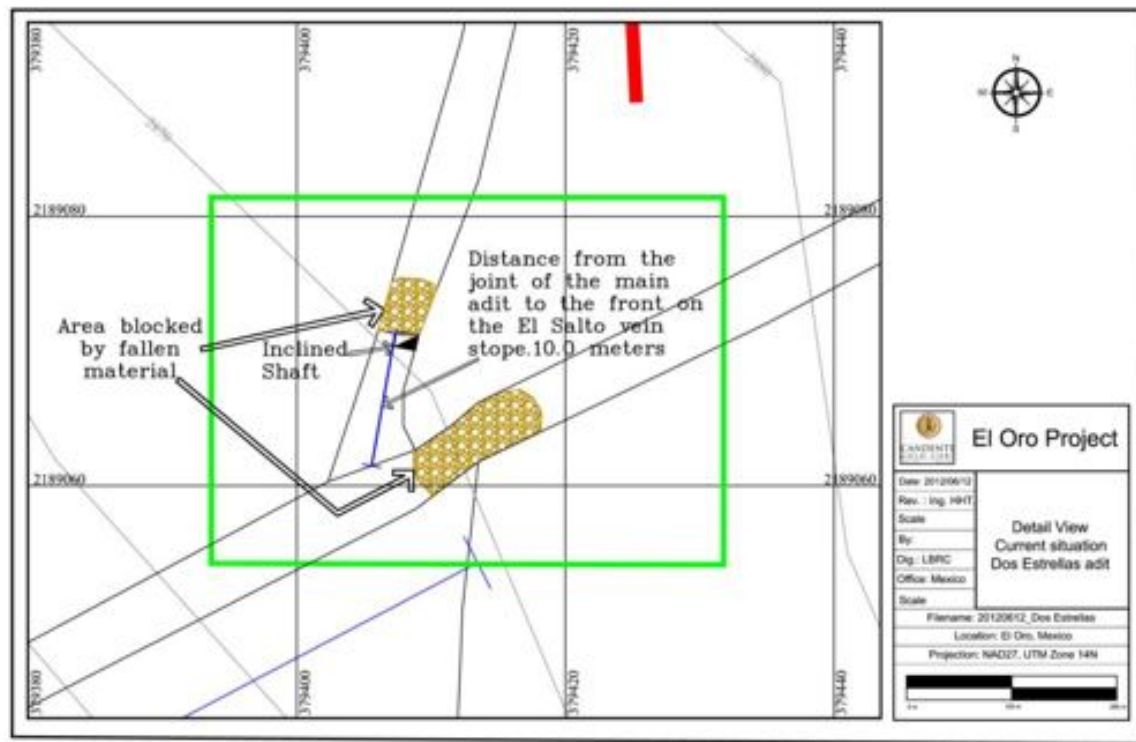 379380
379400
379420
379440
N
W
E
S
2189080
2189080
Distance from the
joint of the main
adit to the front on
the El Salto vein
stope.10.0 meters
Area blocked
by fallen
material
Inclined
Shaft
2189060
2189060
379380
379400
379420
379440
CANDENTE
GOLD CORP
El Oro Project
Date: 2012/06/12
Rev. : Ing. HHT
Scale
By:
Dig.: LBRC
Office: Mexico
Scale
Detail View
Current situation
Dos Estrellas adit
Filename: 20120612_Dos Estrellas
Location: El Oro, Mexico
Projection: NAD27, UTM Zone 14N